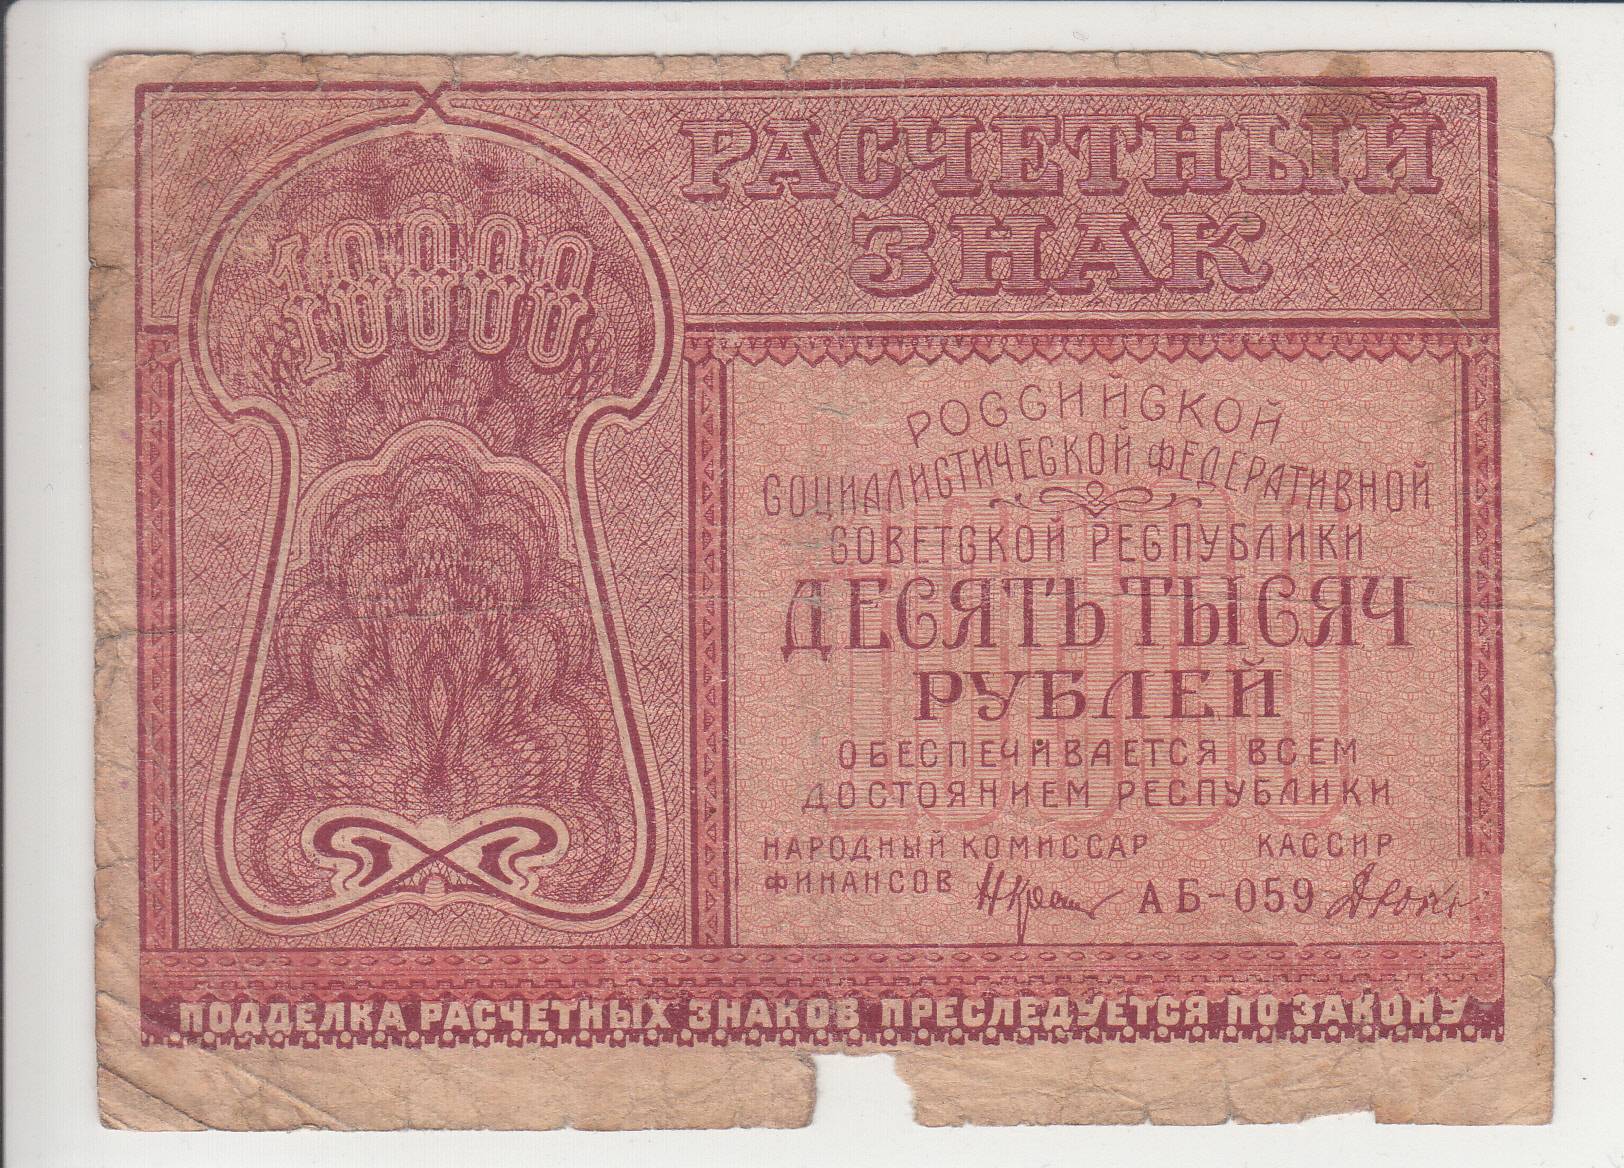 РАСЧЕТНЫЙ
ЗНАК
10000
10000
РОССИЙСКОЙ
СОЦИАЛИСТИЧЕСКОЙ ФЕДЕРАТИВНОЙ
СОВЕТСКОЙ РЕСПУБЛИКИ
ДЕСЯТЬ ТЫСЯЧ
РУБЛЕЙ
ОБЕСПЕЧИВАЕТСЯ ВСЕМ
ДОСТОЯНИЕМ РЕСПУБЛИКИ
НАРОДНЫЙ КОМИССАР КАССИР
ФИНАНСОВ АБ-059
ПОДДЕЛКА РАСЧЕТНЫХ ЗНАКОВ ПРЕСЛЕДУЕТСЯ ПО ЗАКОНУ